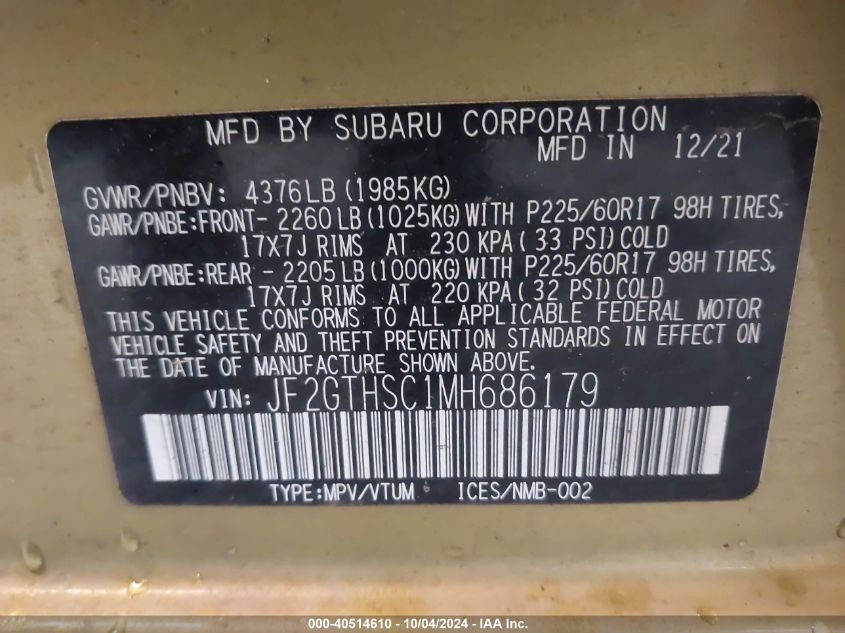 MFD BY SUBARU CORPORATION
MFD IN 12/21
GVWR/PNBV: 4376LB (1985KG)
GAWR/PNBE:FRONT- 2260 LB (1025KG) WITH P225/60R17 98H TIRES,
17X7J RIMS AT 230 KPA ( 33 PSI) COLD
GAWR/PNBE:REAR - 2205 LB (1000KG) WITH P225/60R17 98H TIRES,
17X7J RIMS AT 220 KPA ( 32 PSI) COLD
THIS VEHICLE CONFORMS TO ALL APPLICABLE FEDERAL MOTOR
VEHICLE SAFETY AND THEFT PREVENTION STANDARDS IN EFFECT ON
THE DATE OF MANUFACTURE SHOWN ABOVE.
VIN: JF2GTHSC1MH686179
TYPE:MPV/VTUM ICES/NMB-002
000-40514610 - 10/04/2024 - IAA Inc.